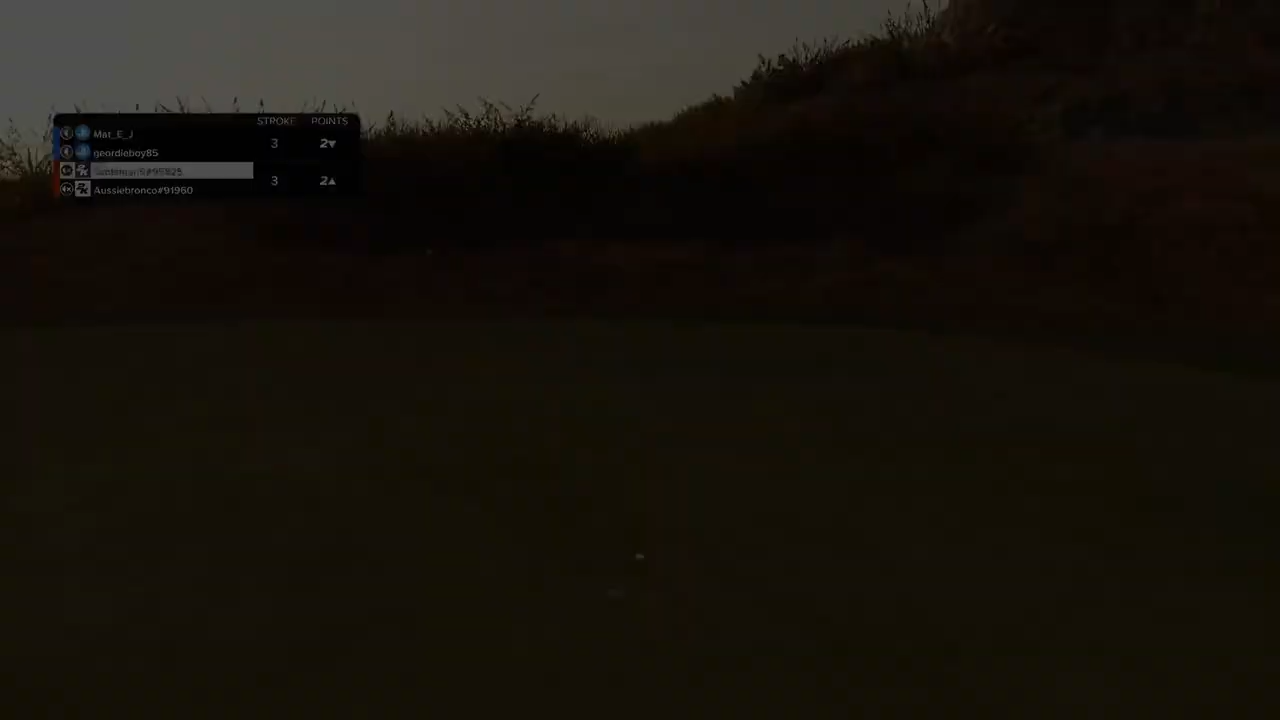 STROKE POINTS
Mat_E_J
3 2▼
geordieboy85
Aussiebronco#91960
3 2▲